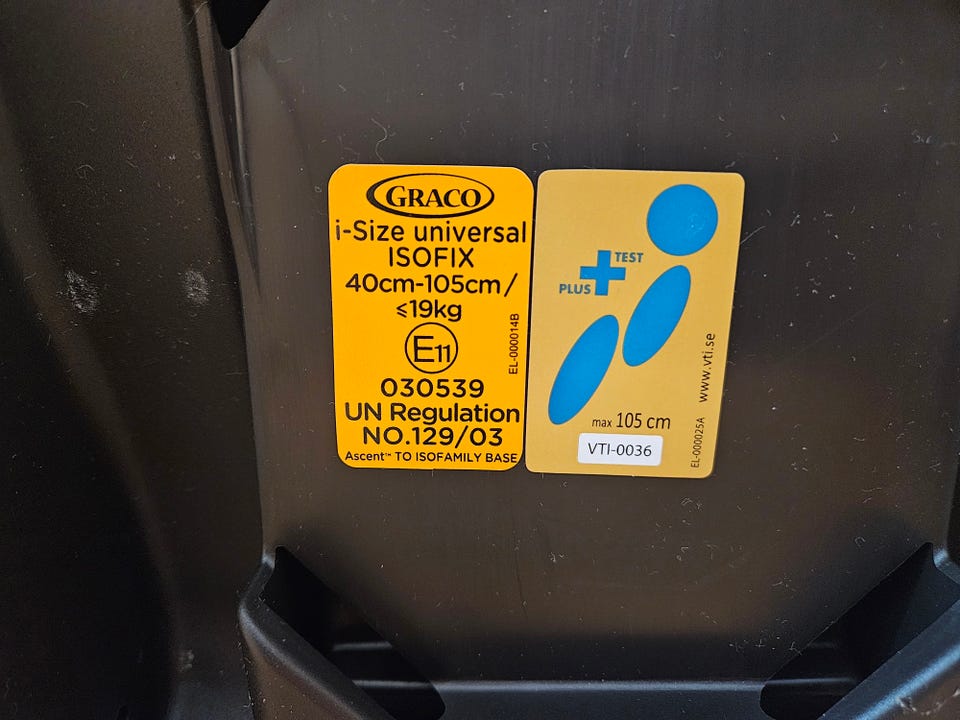 GRACO
i-Size universal
ISOFIX
40cm-105cm/
≤19kg
E11
030539
UN Regulation
NO.129/03
Ascent™ TO ISOFAMILY BASE
EL-000014B
TEST
PLUS
www.vti.se
max 105 cm
VTI-0036
EL-000025A